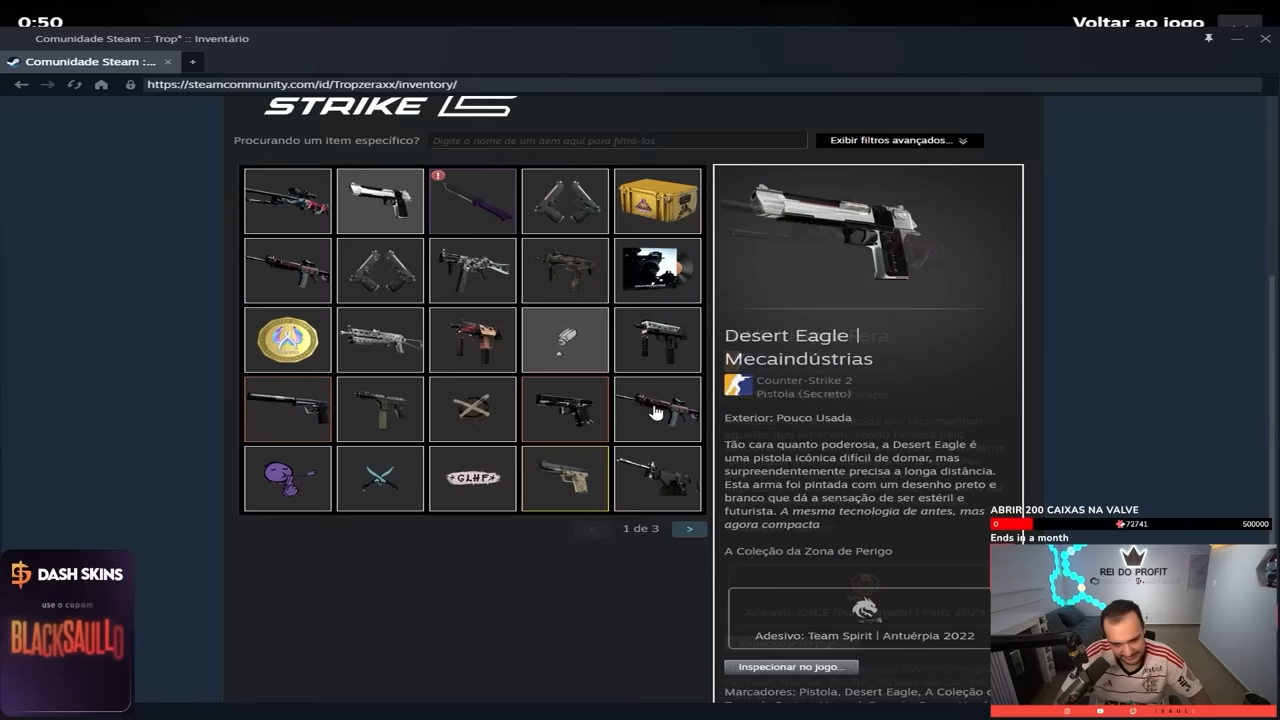 0:50
Voltar ao jogo
Comunidade Steam :: Trop° :: Inventário
Comunidade Steam :...
https://steamcommunity.com/id/Tropzeraxx/inventory/
STRIKE
Procurando um item específico?
Digite o nome de um item aqui para filtrá-los
Exibir filtros avançados...
GLHF
1 de 3
Desert Eagle |
Mecaindústrias
Counter-Strike 2
Pistola (Secreto)
Exterior: Pouco Usada
Tão cara quanto poderosa, a Desert Eagle é
uma pistola icônica difícil de domar, mas
surpreendentemente precisa a longa distância.
Esta arma foi pintada com um desenho preto e
branco que dá a sensação de ser estéril e
futurista. A mesma tecnologia de antes, mas
agora compacta
A Coleção da Zona de Perigo
Adesivo: Team Spirit | Antuérpia 2022
Inspecionar no jogo...
Marcadores: Pistola, Desert Eagle, A Coleção
DASH SKINS
use o cupom
BLACKSAULLO
ABRIR 200 CAIXAS NA VALVE
0
72741
500000
Ends in a month
REI DO PROFIT